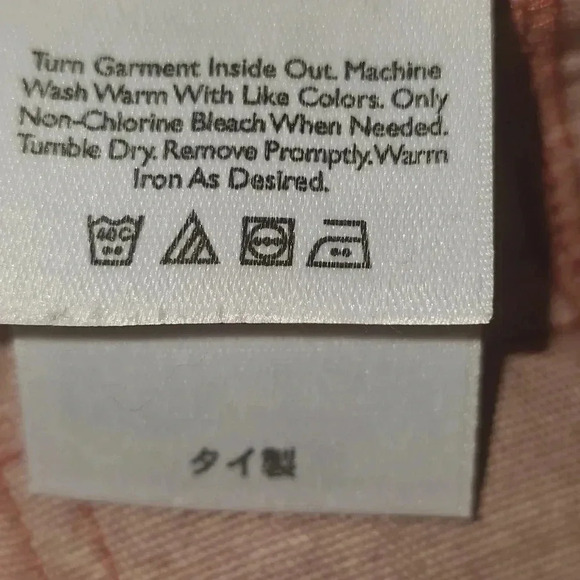 Turn Garment Inside Out. Machine
Wash Warm With Like Colors. Only
Non-Chlorine Bleach When Needed.
Tumble Dry. Remove Promptly. Warm
Iron As Desired.
40C
タイ製